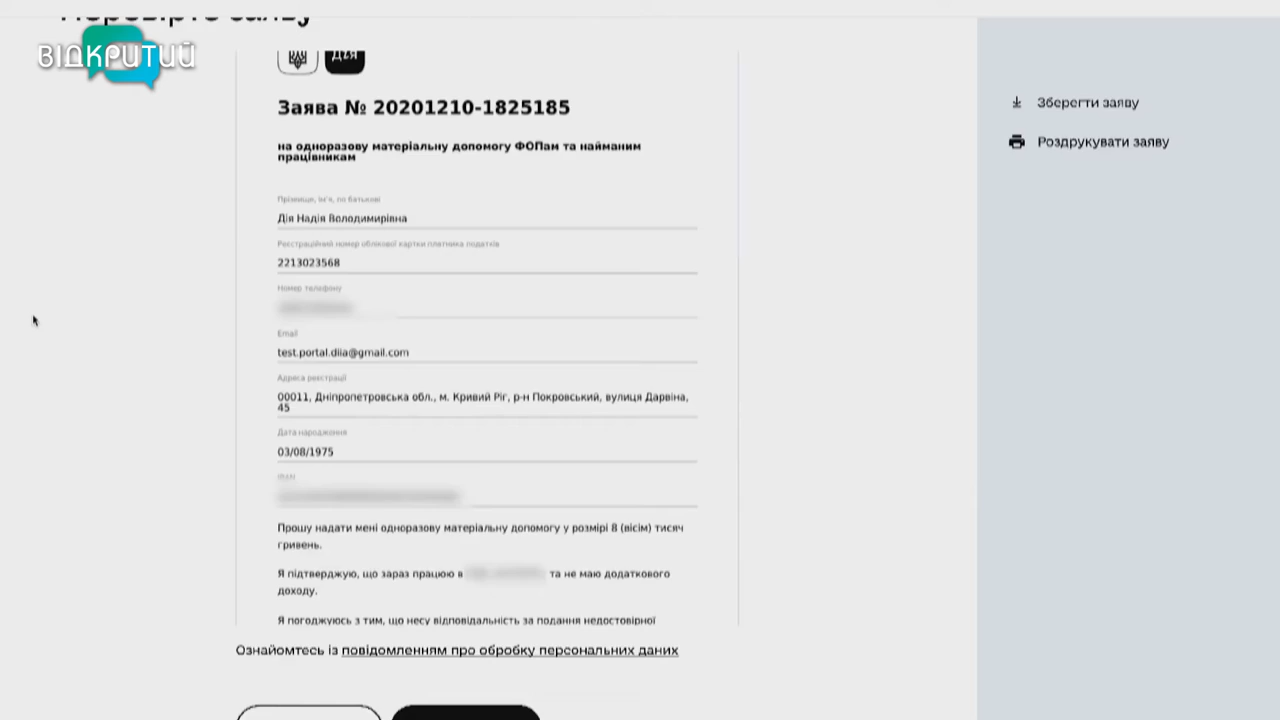 Перевірте заяву
ВІДКРИТИЙ
Дія
Заява № 20201210-1825185
на одноразову матеріальну допомогу ФОПам та найманим
працівникам
Прізвище, ім'я, по батькові
Дія Надія Володимирівна
Реєстраційний номер облікової картки платника податків
2213023568
Номер телефону
Email
test.portal.diia@gmail.com
Адреса реєстрації
00011, Дніпропетровська обл., м. Кривий Ріг, р-н Покровський, вулиця Дарвіна,
45
Дата народження
03/08/1975
IBAN
Прошу надати мені одноразову матеріальну допомогу у розмірі 8 (вісім) тисяч
гривень.
Я підтверджую, що зараз працюю в та не маю додаткового
доходу.
Я погоджуюсь з тим, що несу відповідальність за подання недостовірної
Ознайомтесь із повідомленням про обробку персональних даних
Зберегти заяву
Роздрукувати заяву